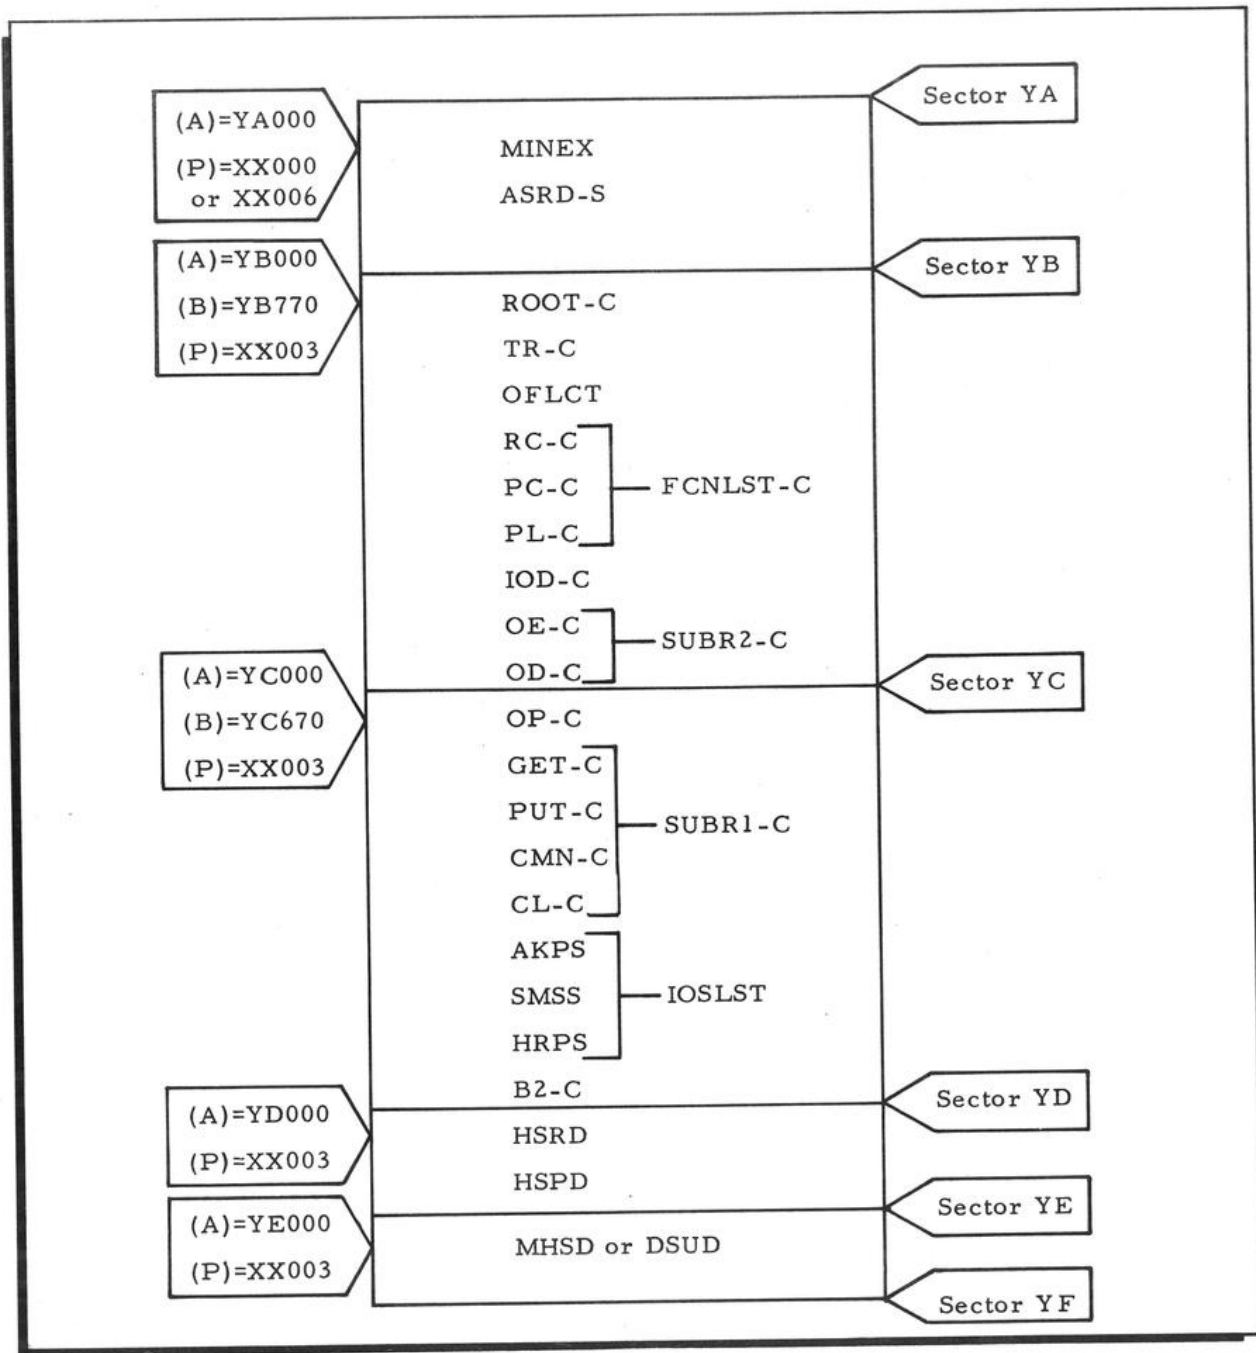 (A)=YA000
(P)=XX000
or XX006
Sector YA
MINEX
ASRD-S
(A)=YB000
(B)=YB770
(P)=XX003
Sector YB
ROOT-C
TR-C
OFLCT
RC-C
PC-C
PL-C
FCNLST-C
IOD-C
OE-C
OD-C
SUBR2-C
(A)=YC000
(B)=YC670
(P)=XX003
Sector YC
OP-C
GET-C
PUT-C
CMN-C
CL-C
SUBR1-C
AKPS
SMSS
HRPS
IOSLST
B2-C
(A)=YD000
(P)=XX003
Sector YD
HSRD
HSPD
(A)=YE000
(P)=XX003
Sector YE
MHSD or DSUD
Sector YF